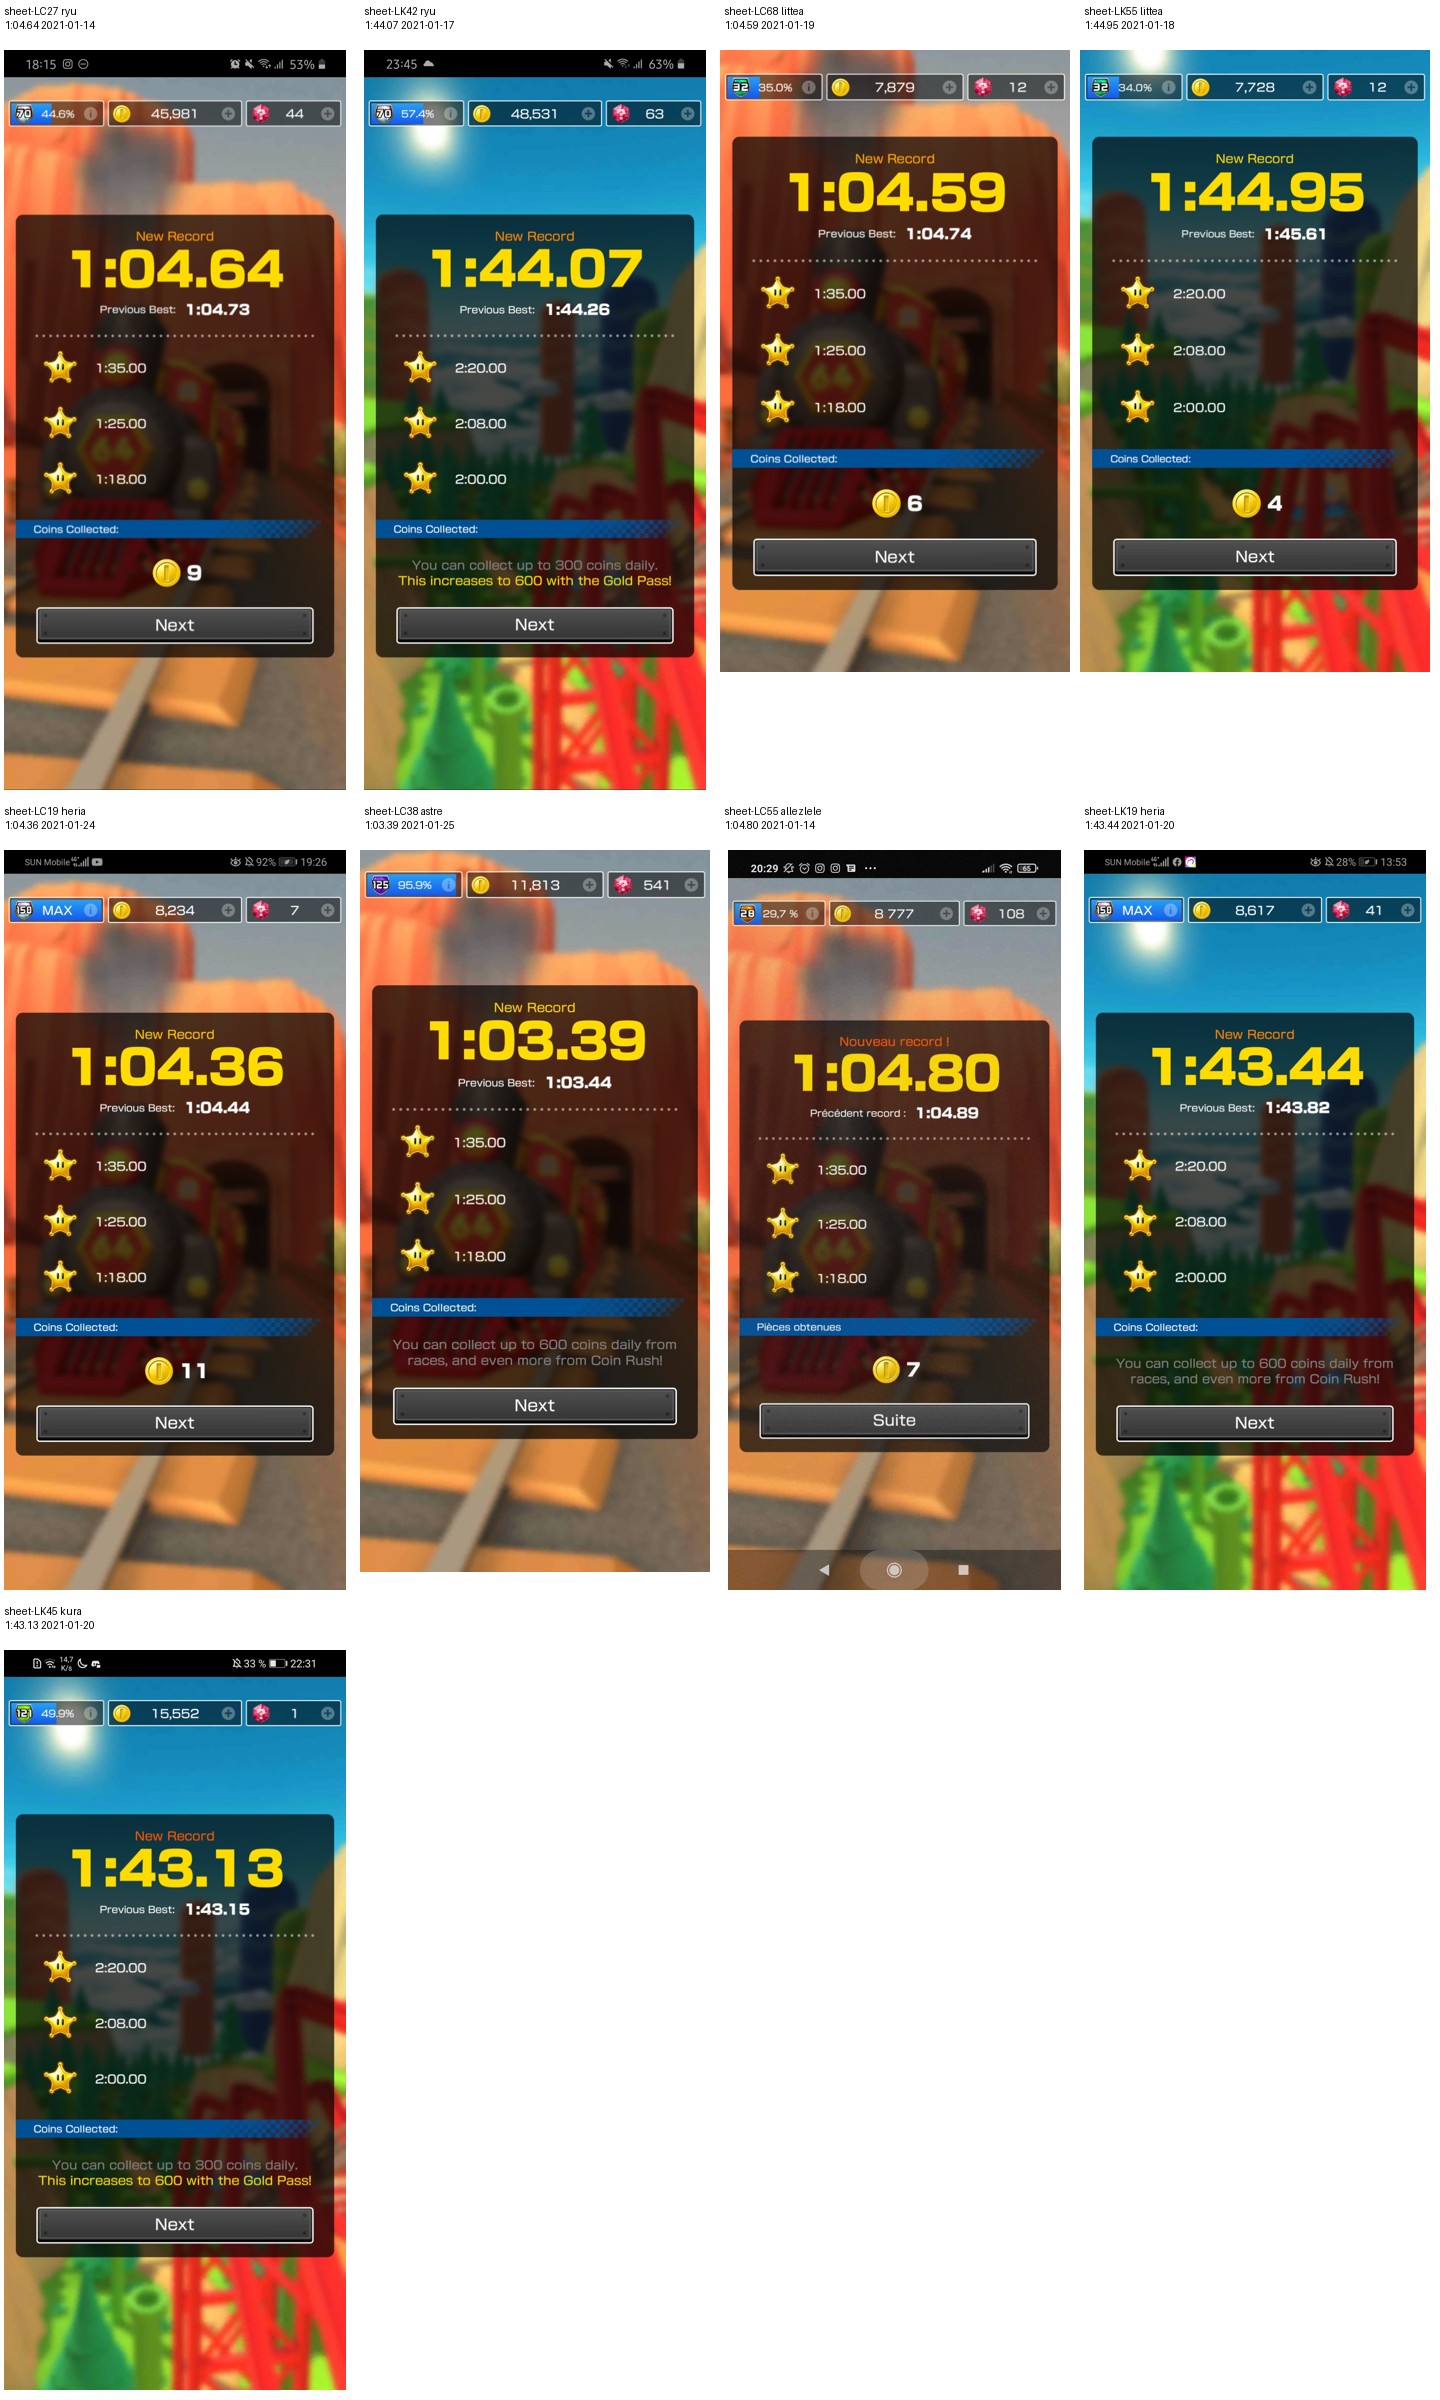 sheet-LC27 ryu
1:04.64 2021-01-14
18:15 53%
70 44.6% 45,981 44
New Record
1:04.64
Previous Best: 1:04.73
1:35.00
1:25.00
1:18.00
Coins Collected:
9
Next
sheet-LK42 ryu
1:44.07 2021-01-17
23:45 63%
70 57.4% 48,531 63
New Record
1:44.07
Previous Best: 1:44.26
2:20.00
2:08.00
2:00.00
Coins Collected:
You can collect up to 300 coins daily.
This increases to 600 with the Gold Pass!
Next
sheet-LC68 littea
1:04.59 2021-01-19
32 35.0% 7,879 12
New Record
1:04.59
Previous Best: 1:04.74
1:35.00
1:25.00
64
1:18.00
Coins Collected:
6
Next
sheet-LK55 littea
1:44.95 2021-01-18
32 34.0% 7,728 12
New Record
1:44.95
Previous Best: 1:45.61
2:20.00
2:08.00
2:00.00
Coins Collected:
4
Next
sheet-LC19 heria
1:04.36 2021-01-24
SUN Mobile 92% 19:26
150 MAX 8,234 7
New Record
1:04.36
Previous Best: 1:04.44
1:35.00
1:25.00
64
1:18.00
Coins Collected:
11
Next
sheet-LC38 astre
1:03.39 2021-01-25
125 95.9% 11,813 541
New Record
1:03.39
Previous Best: 1:03.44
1:35.00
1:25.00
64
1:18.00
Coins Collected:
You can collect up to 600 coins daily from
races, and even more from Coin Rush!
Next
sheet-LC55 allezlele
1:04.80 2021-01-14
20:29 65
28 29,7 % 8 777 108
Nouveau record !
1:04.80
Précédent record : 1:04.89
1:35.00
1:25.00
64
1:18.00
Pièces obtenues
7
Suite
sheet-LK19 heria
1:43.44 2021-01-20
SUN Mobile 28% 13:53
150 MAX 8,617 41
New Record
1:43.44
Previous Best: 1:43.82
2:20.00
2:08.00
2:00.00
Coins Collected:
You can collect up to 600 coins daily from
races, and even more from Coin Rush!
Next
sheet-LK45 kura
1:43.13 2021-01-20
14,7 K/s 33 % 22:31
121 49.9% 15,552 1
New Record
1:43.13
Previous Best: 1:43.15
2:20.00
2:08.00
2:00.00
Coins Collected:
You can collect up to 300 coins daily.
This increases to 600 with the Gold Pass!
Next